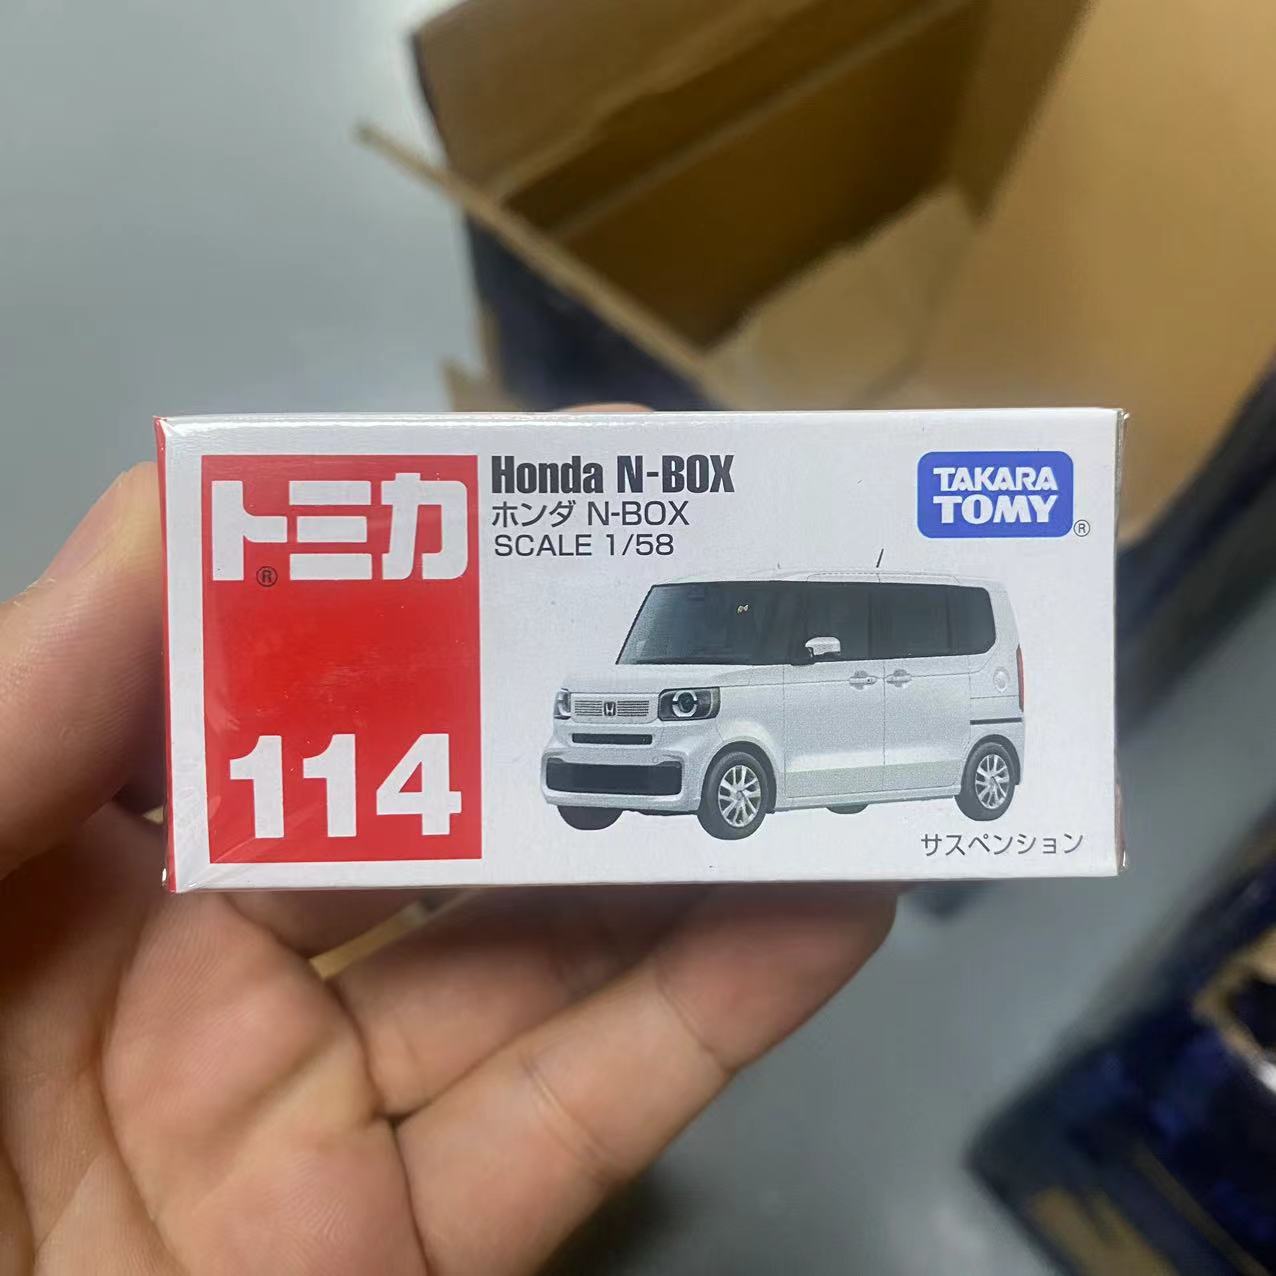 トミカ
®
114
Honda N-BOX
ホンダ N-BOX
SCALE 1/58
TAKARA
TOMY
®
サスペンション